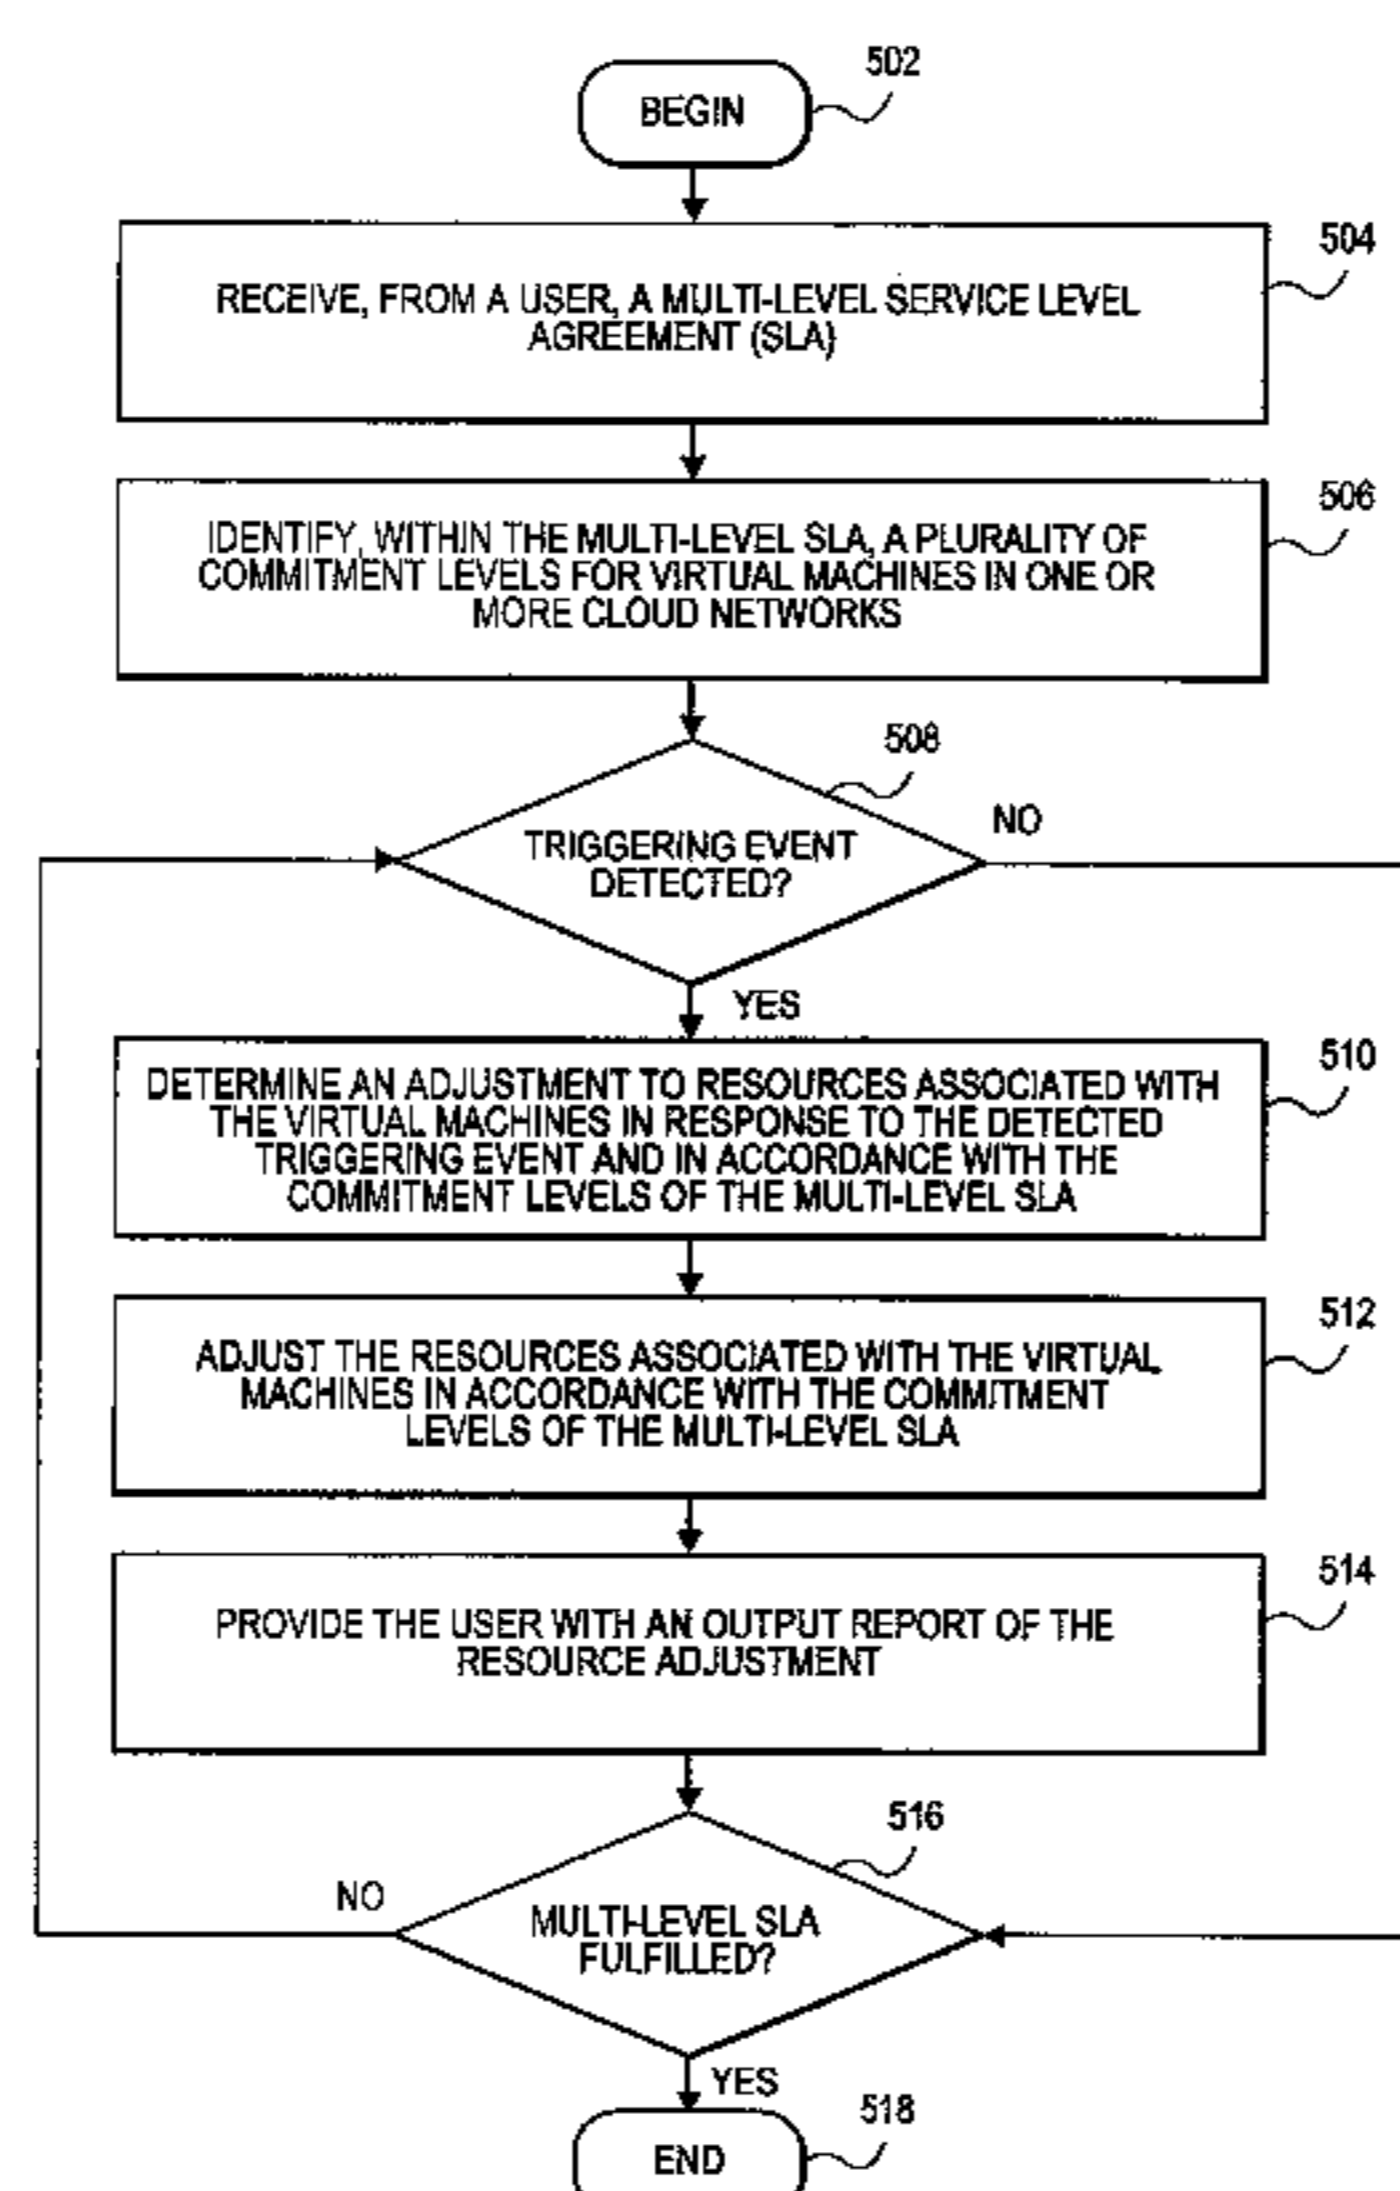 502
BEGIN
504
RECEIVE, FROM A USER, A MULTI-LEVEL SERVICE LEVEL
AGREEMENT (SLA)
506
IDENTIFY, WITHIN THE MULTI-LEVEL SLA, A PLURALITY OF
COMMITMENT LEVELS FOR VIRTUAL MACHINES IN ONE OR
MORE CLOUD NETWORKS
508
NO
TRIGGERING EVENT
DETECTED?
YES
510
DETERMINE AN ADJUSTMENT TO RESOURCES ASSOCIATED WITH
THE VIRTUAL MACHINES IN RESPONSE TO THE DETECTED
TRIGGERING EVENT AND IN ACCORDANCE WITH THE
COMMITMENT LEVELS OF THE MULTI-LEVEL SLA
512
ADJUST THE RESOURCES ASSOCIATED WITH THE VIRTUAL
MACHINES IN ACCORDANCE WITH THE COMMITMENT
LEVELS OF THE MULTI-LEVEL SLA
514
PROVIDE THE USER WITH AN OUTPUT REPORT OF THE
RESOURCE ADJUSTMENT
516
NO
MULTI-LEVEL SLA
FULFILLED?
YES
518
END